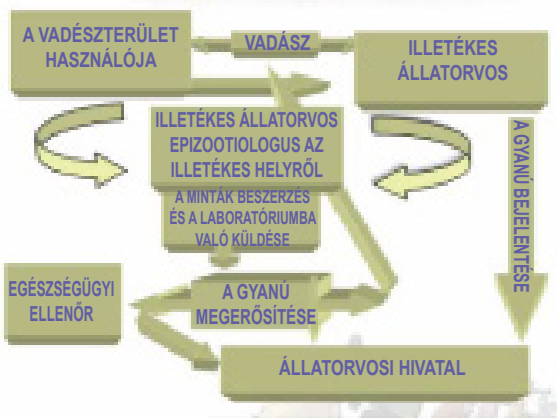 A VADÉSZTERÜLET
HASZNÁLÓJA
VADÁSZ
ILLETÉKES
ÁLLATORVOS
ILLETÉKES ÁLLATORVOS
EPIZOOTIOLOGUS AZ
ILLETÉKES HELYRŐL
A MINTÁK BESZERZÉS
ÉS A LABORATÓRIUMBA
VALÓ KÜLDÉSE
A GYANÚ BEJELENTÉSE
EGÉSZSÉGÜGYI
ELLENŐR
A GYANÚ
MEGERŐSÍTÉSE
ÁLLATORVOSI HIVATAL